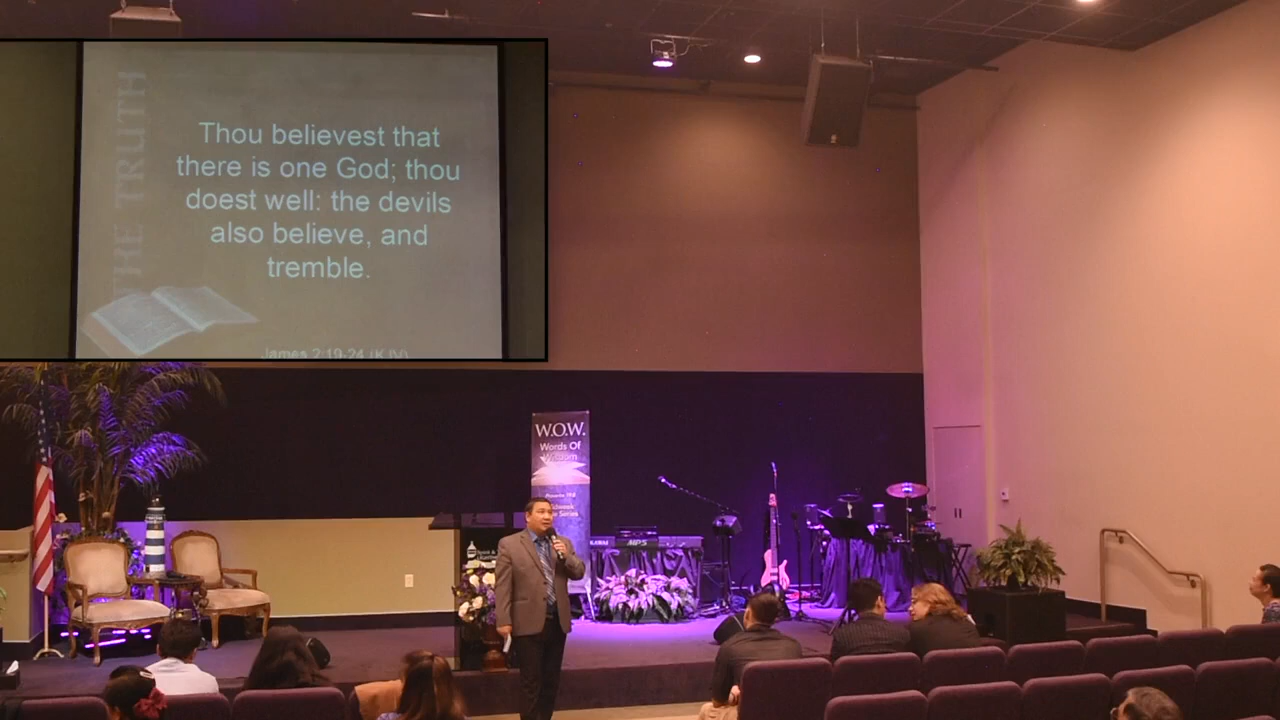 THE TRUTH
Thou believest that
there is one God; thou
doest well: the devils
also believe, and
tremble.
James 2:19-24 (KJV)
W.O.W.
Words Of
Wisdom